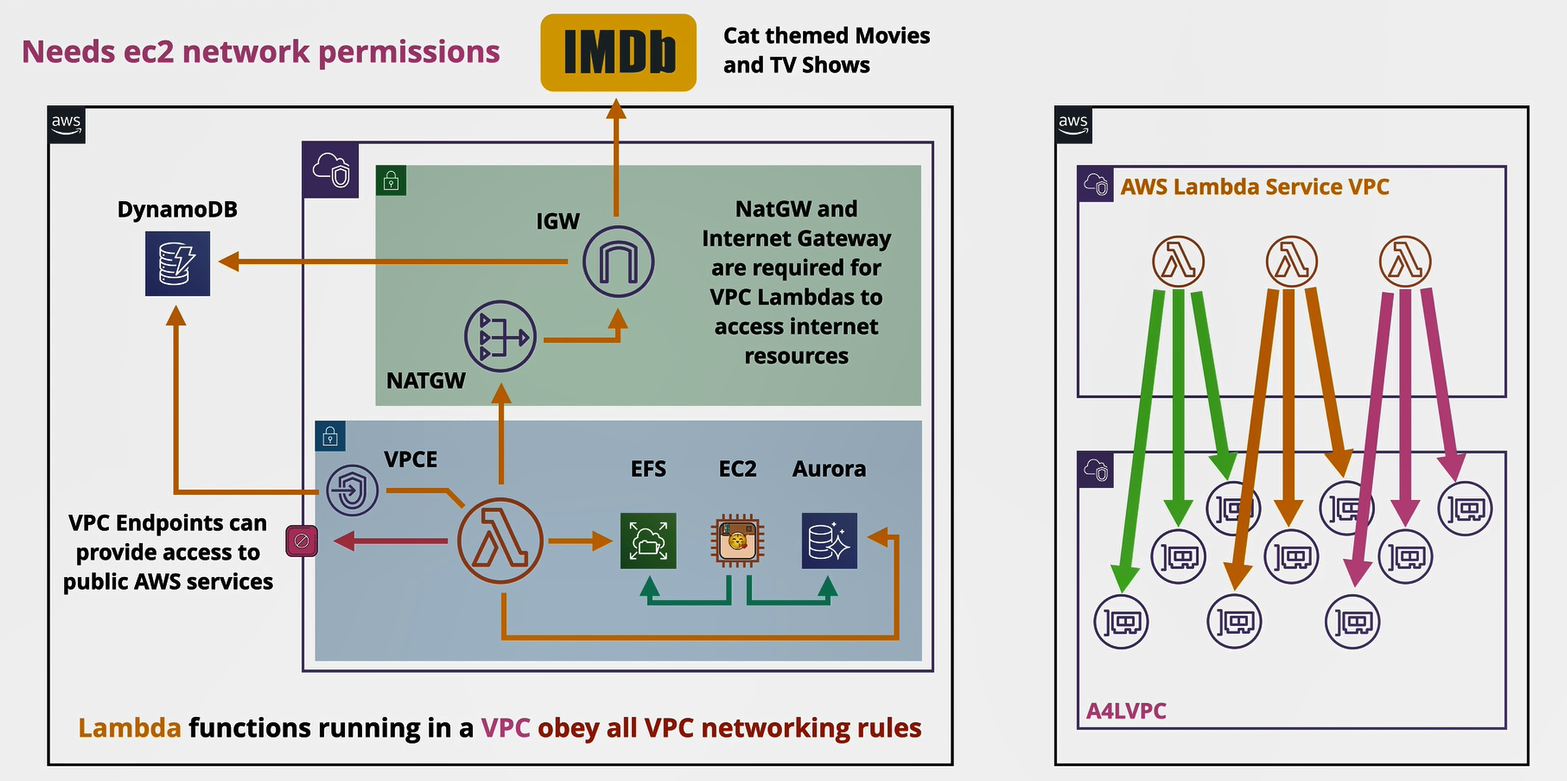 Needs ec2 network permissions
IMDb
Cat themed Movies
and TV Shows
aws
DynamoDB
IGW
NatGW and
Internet Gateway
are required for
VPC Lambdas to
access internet
resources
NATGW
VPCE
EFS
EC2
Aurora
VPC Endpoints can
provide access to
public AWS services
Lambda functions running in a VPC obey all VPC networking rules
aws
AWS Lambda Service VPC
A4LVPC